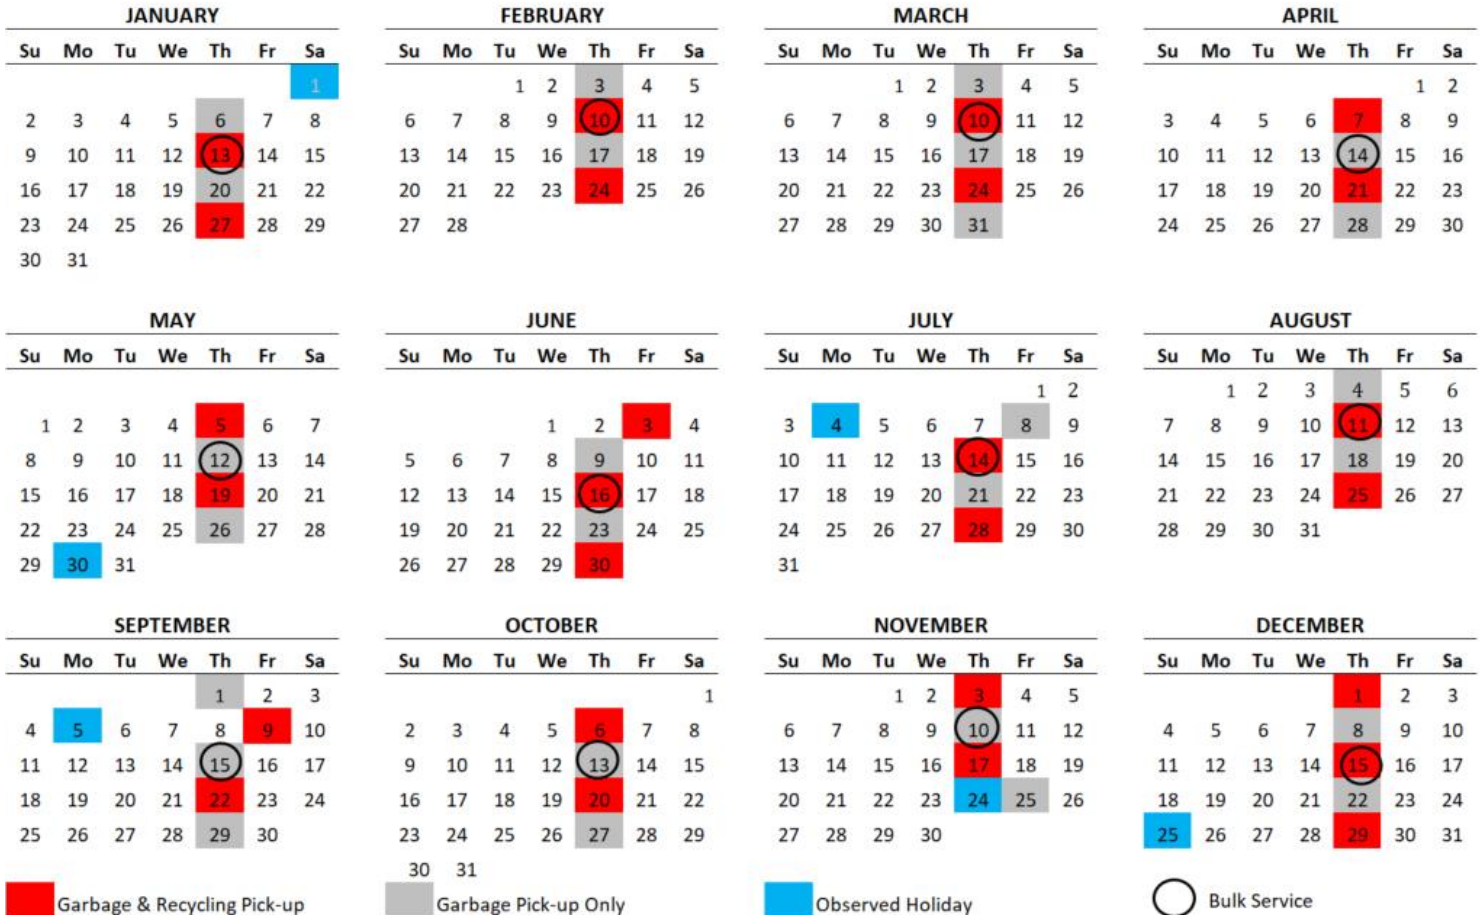 JANUARY FEBRUARY MARCH APRIL
Su Mo Tu We Th Fr Sa Su Mo Tu We Th Fr Sa Su Mo Tu We Th Fr Sa Su Mo Tu We Th Fr Sa
1 1 2 3 4 5 1 2 3 4 5 1 2
2 3 4 5 6 7 8 6 7 8 9 10 11 12 6 7 8 9 10 11 12 3 4 5 6 7 8 9
9 10 11 12 13 14 15 13 14 15 16 17 18 19 13 14 15 16 17 18 19 10 11 12 13 14 15 16
16 17 18 19 20 21 22 20 21 22 23 24 25 26 20 21 22 23 24 25 26 17 18 19 20 21 22 23
23 24 25 26 27 28 29 27 28 27 28 29 30 31 24 25 26 27 28 29 30
30 31
MAY JUNE JULY AUGUST
Su Mo Tu We Th Fr Sa Su Mo Tu We Th Fr Sa Su Mo Tu We Th Fr Sa Su Mo Tu We Th Fr Sa
1 2 1 2 3 4 5 6
1 2 3 4 5 6 7 1 2 3 4 3 4 5 6 7 8 9 7 8 9 10 11 12 13
8 9 10 11 12 13 14 5 6 7 8 9 10 11 10 11 12 13 14 15 16 14 15 16 17 18 19 20
15 16 17 18 19 20 21 12 13 14 15 16 17 18 17 18 19 20 21 22 23 21 22 23 24 25 26 27
22 23 24 25 26 27 28 19 20 21 22 23 24 25 24 25 26 27 28 29 30 28 29 30 31
29 30 31 26 27 28 29 30 31
SEPTEMBER OCTOBER NOVEMBER DECEMBER
Su Mo Tu We Th Fr Sa Su Mo Tu We Th Fr Sa Su Mo Tu We Th Fr Sa Su Mo Tu We Th Fr Sa
1 2 3 1 1 2 3 4 5 1 2 3
4 5 6 7 8 9 10 2 3 4 5 6 7 8 6 7 8 9 10 11 12 4 5 6 7 8 9 10
11 12 13 14 15 16 17 9 10 11 12 13 14 15 13 14 15 16 17 18 19 11 12 13 14 15 16 17
18 19 20 21 22 23 24 16 17 18 19 20 21 22 20 21 22 23 24 25 26 18 19 20 21 22 23 24
25 26 27 28 29 30 23 24 25 26 27 28 29 27 28 29 30 25 26 27 28 29 30 31
30 31
Garbage & Recycling Pick-up Garbage Pick-up Only Observed Holiday Bulk Service